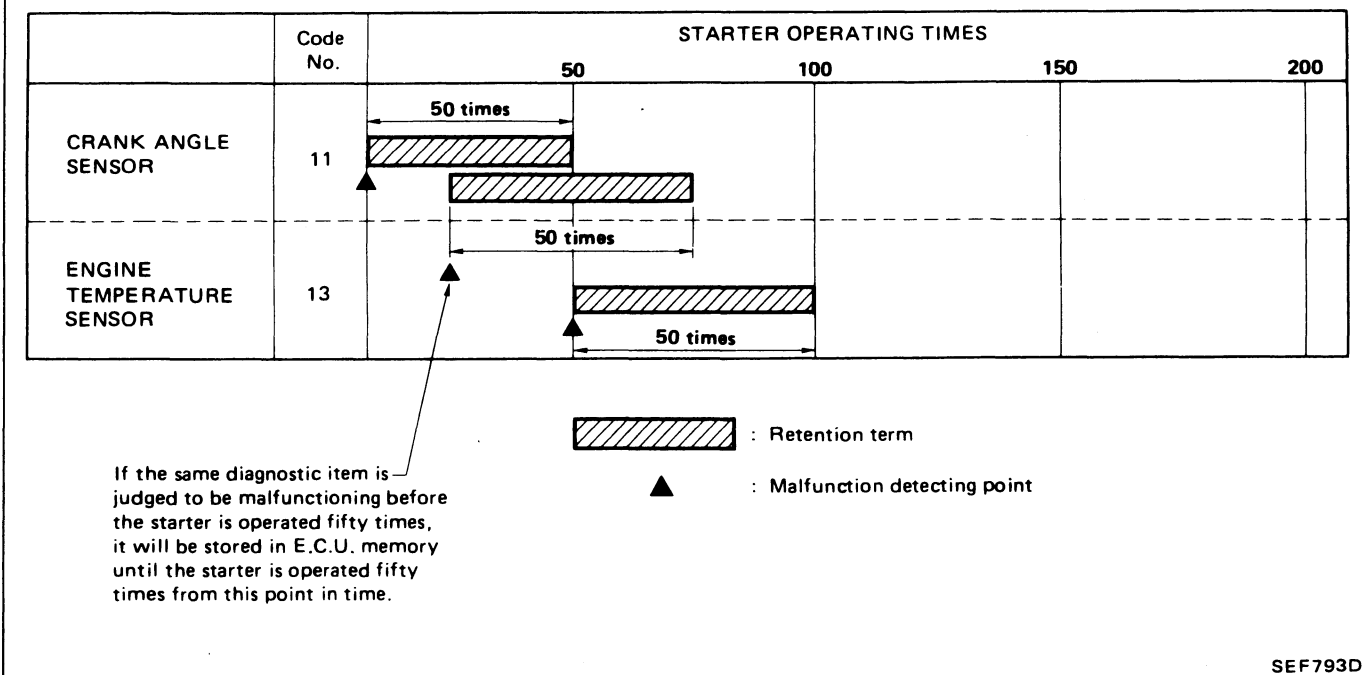 Code No.
STARTER OPERATING TIMES
50
100
150
200
CRANK ANGLE
SENSOR
11
50 times
50 times
ENGINE
TEMPERATURE
SENSOR
13
50 times
: Retention term
: Malfunction detecting point
If the same diagnostic item is
judged to be malfunctioning before
the starter is operated fifty times,
it will be stored in E.C.U. memory
until the starter is operated fifty
times from this point in time.
SEF793D